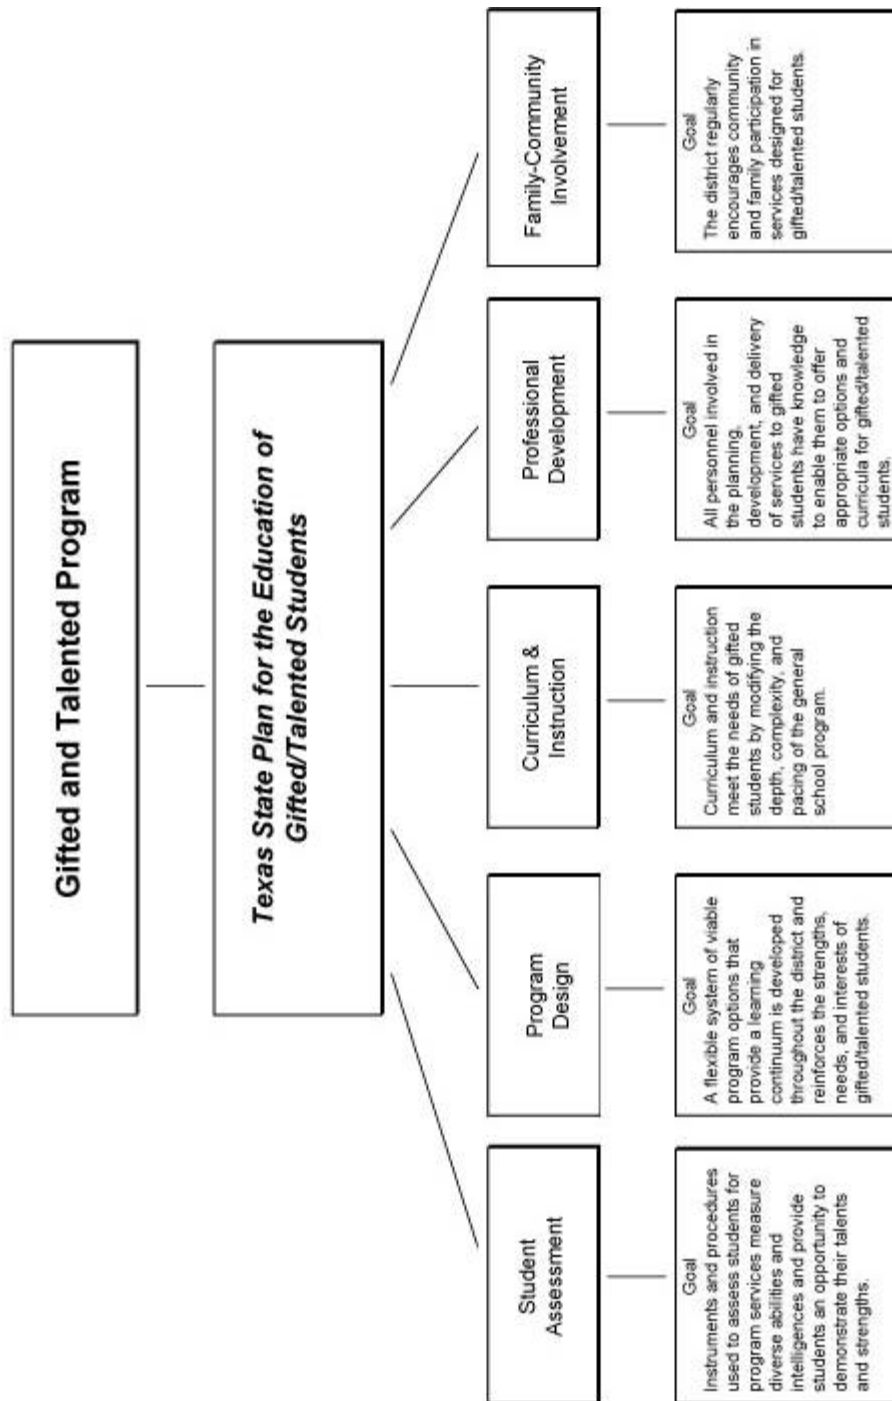 Gifted and Talented Program
Texas State Plan for the Education of
Gifted/Talented Students
Student
Assessment
Program
Design
Curriculum &
Instruction
Professional
Development
Family-Community
Involvement
Goal
Instruments and procedures
used to assess students for
program services measure
diverse abilities and
intelligences and provide
students an opportunity to
demonstrate their talents
and strengths.
Goal
A flexible system of viable
program options that
provide a learning
continuum is developed
throughout the district and
reinforces the strengths,
needs, and interests of
gifted/talented students.
Goal
Curriculum and instruction
meet the needs of gifted
students by modifying the
depth, complexity, and
pacing of the general
school program.
Goal
All personnel involved in
the planning.
development, and delivery
of services to gifted
students have knowledge
to enable them to offer
appropriate options and
curricula for gifted/talented
students.
Goal
The district regularly
encourages community
and family participation in
services designed for
gifted/talented students.